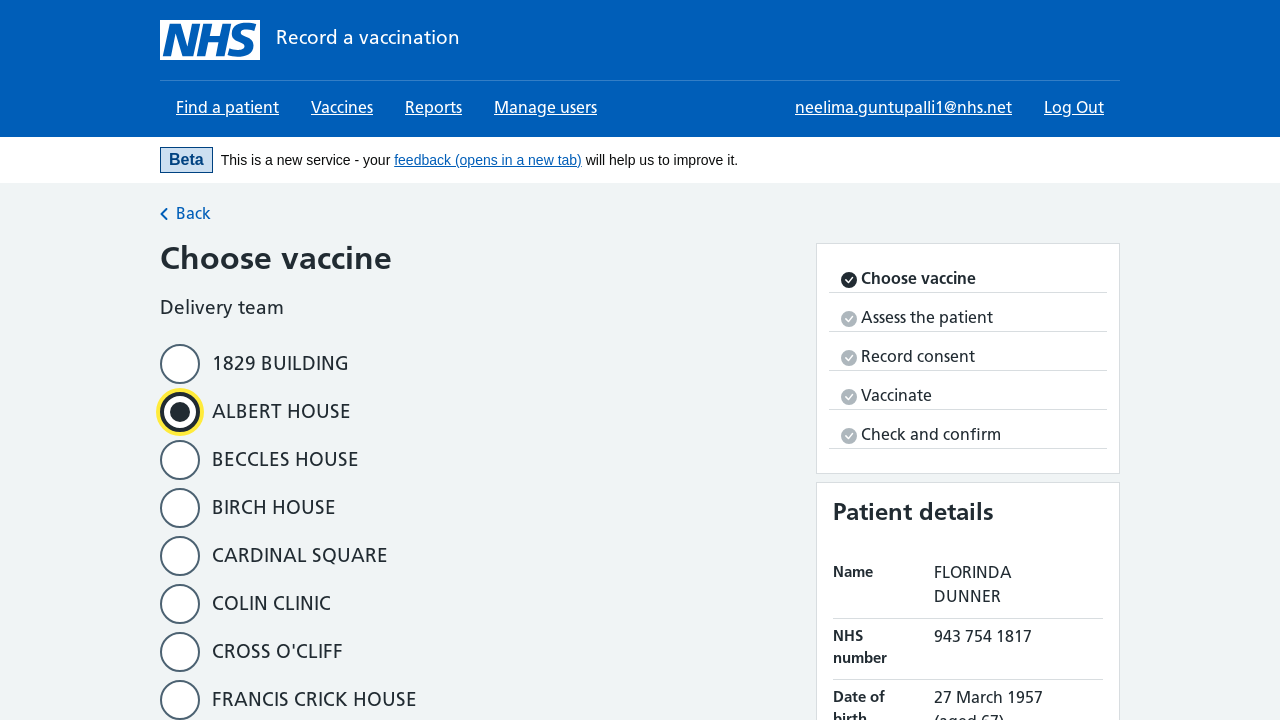 NHS Record a vaccination
Find a patient Vaccines Reports Manage users neelima.guntupalli1@nhs.net Log Out
Beta This is a new service - your feedback (opens in a new tab) will help us to improve it.
Back
Choose vaccine
Delivery team
1829 BUILDING
ALBERT HOUSE
BECCLES HOUSE
BIRCH HOUSE
CARDINAL SQUARE
COLIN CLINIC
CROSS O'CLIFF
FRANCIS CRICK HOUSE
Choose vaccine
Assess the patient
Record consent
Vaccinate
Check and confirm
Patient details
Name FLORINDA
DUNNER
NHS 943 754 1817
number
Date of 27 March 1957
birth (aged 67)